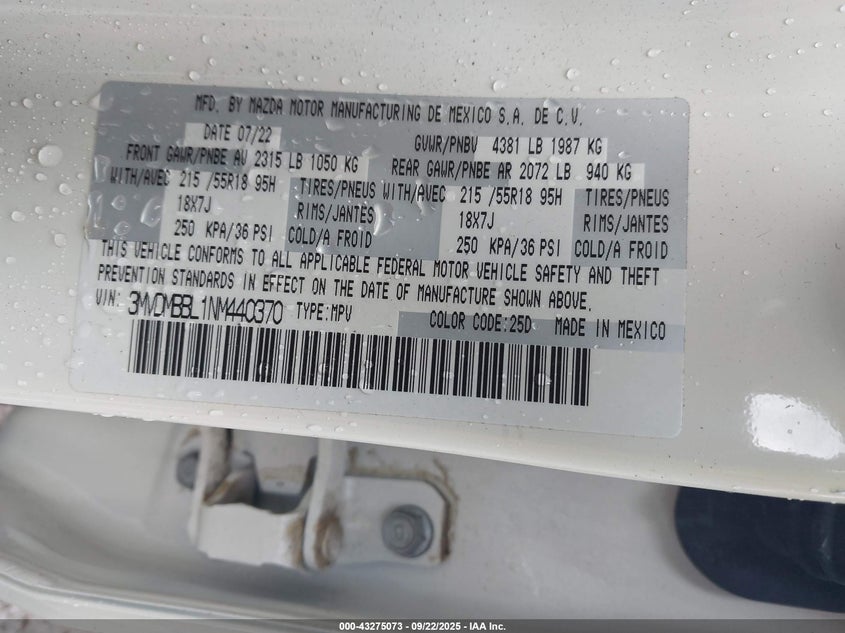 MFD. BY MAZDA MOTOR MANUFACTURING DE MEXICO S.A. DE C.V.
DATE 07/22 GVWR/PNBV 4381 LB 1987 KG
FRONT GAWR/PNBE AV 2315 LB 1050 KG REAR GAWR/PNBE AR 2072 LB 940 KG
WITH/AVEC 215 /55R18 95H TIRES/PNEUS WITH/AVEC 215 /55R18 95H TIRES/PNEUS
18X7J RIMS/JANTES 18X7J RIMS/JANTES
250 KPA/36 PSI COLD/A FROID 250 KPA/36 PSI COLD/A FROID
THIS VEHICLE CONFORMS TO ALL APPLICABLE FEDERAL MOTOR VEHICLE SAFETY AND THEFT
PREVENTION STANDARDS IN EFFECT ON THE DATE OF MANUFACTURE SHOWN ABOVE.
VIN: 3MVDMBBL1NM440370 TYPE:MPV COLOR CODE:25D MADE IN MEXICO
000-43275073 - 09/22/2025 - IAA Inc.